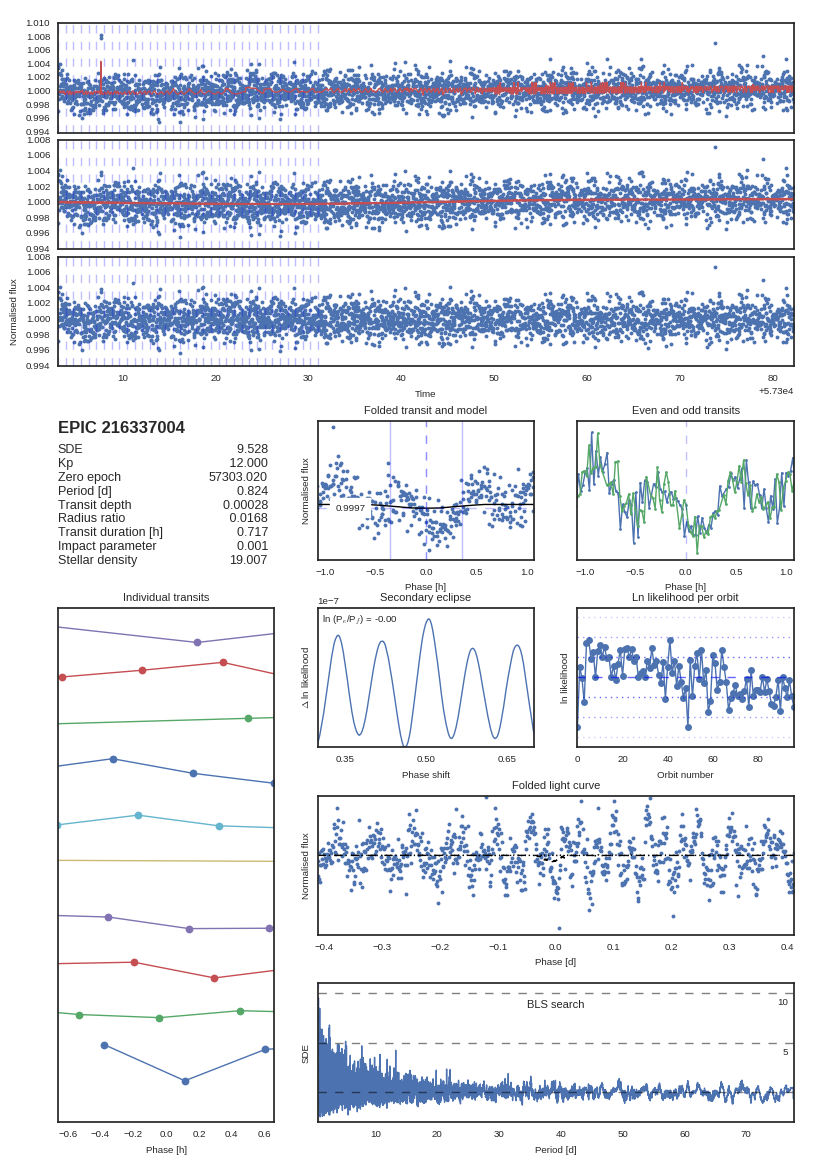 1.010
1.008
1.006
1.004
1.002
1.000
0.998
0.996
0.994
1.008
1.006
1.004
1.002
1.000
0.998
0.996
0.994
1.008
1.006
1.004
1.002
1.000
0.998
0.996
0.994
Normalised flux
10 20 30 40 50 60 70 80
Time
+5.73e4
EPIC 216337004
SDE 9.528
Kp 12.000
Zero epoch 57303.020
Period [d] 0.824
Transit depth 0.00028
Radius ratio 0.0168
Transit duration [h] 0.717
Impact parameter 0.001
Stellar density 19.007
Folded transit and model
Normalised flux
0.9997
−1.0 −0.5 0.0 0.5 1.0
Phase [h]
Even and odd transits
−1.0 −0.5 0.0 0.5 1.0
Phase [h]
Individual transits
−0.6 −0.4 −0.2 0.0 0.2 0.4 0.6
Phase [h]
Secondary eclipse
1e−7
Δ ln likelihood
0.35 0.50 0.65
Phase shift
Ln likelihood per orbit
ln likelihood
0 20 40 60 80
Orbit number
Folded light curve
Normalised flux
−0.4 −0.3 −0.2 −0.1 0.0 0.1 0.2 0.3 0.4
Phase [d]
BLS search
10
5
SDE
10 20 30 40 50 60 70
Period [d]